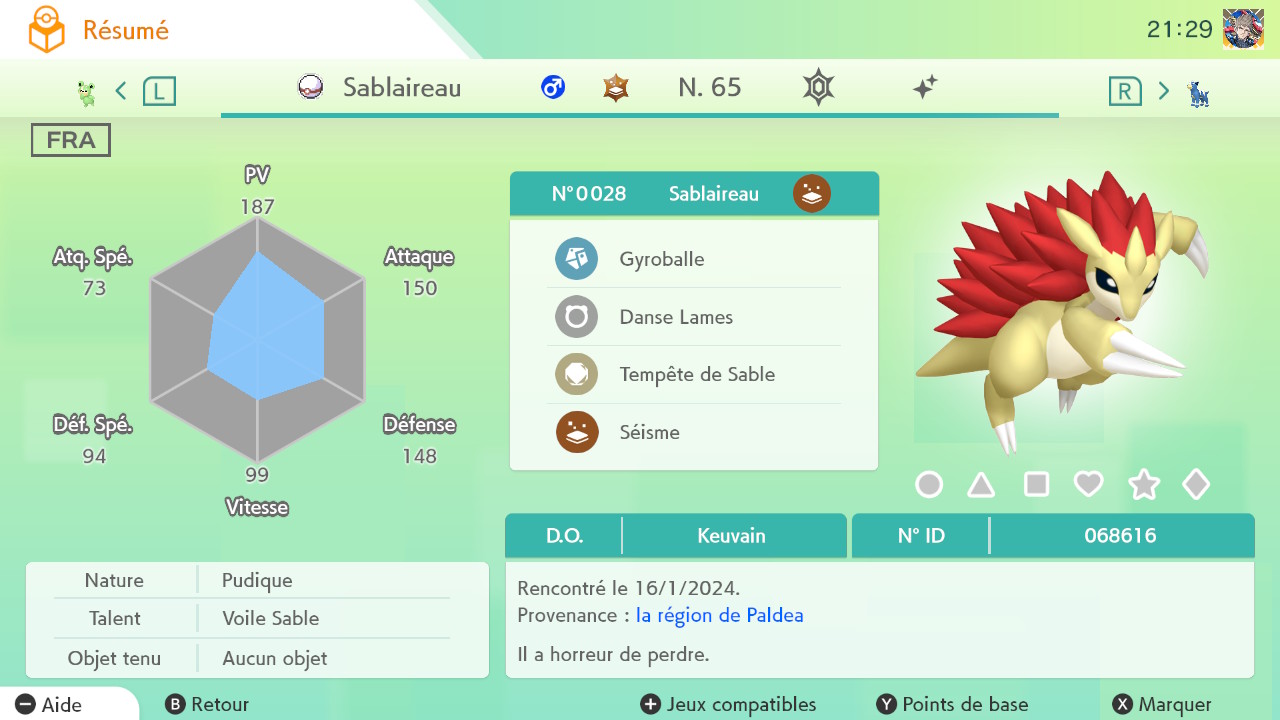 Résumé
21:29
L
Sablaireau
N. 65
R
FRA
PV
187
Atq. Spé.
73
Attaque
150
Déf. Spé.
94
Défense
148
99
Vitesse
N°0028 Sablaireau
Gyroballe
Danse Lames
Tempête de Sable
Séisme
D.O. Keuvain N° ID 068616
Nature Pudique
Talent Voile Sable
Objet tenu Aucun objet
Rencontré le 16/1/2024.
Provenance : la région de Paldea
Il a horreur de perdre.
Aide B Retour Jeux compatibles Y Points de base X Marquer